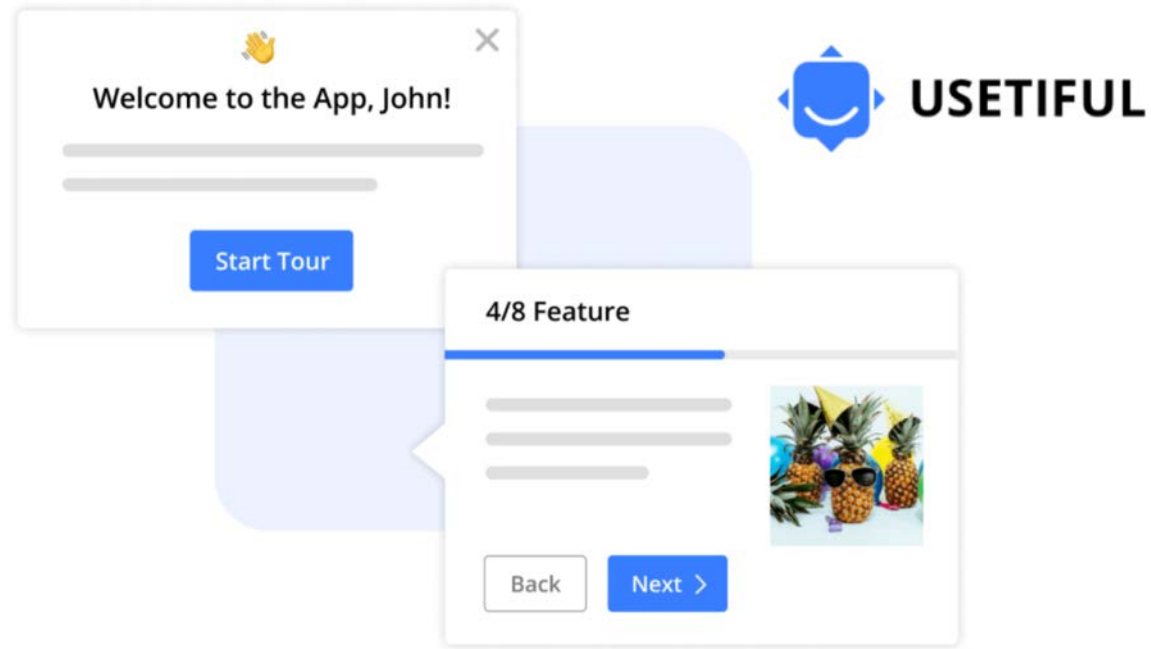 Welcome to the App, John!
Start Tour
USETIFUL
4/8 Feature
Back
Next >